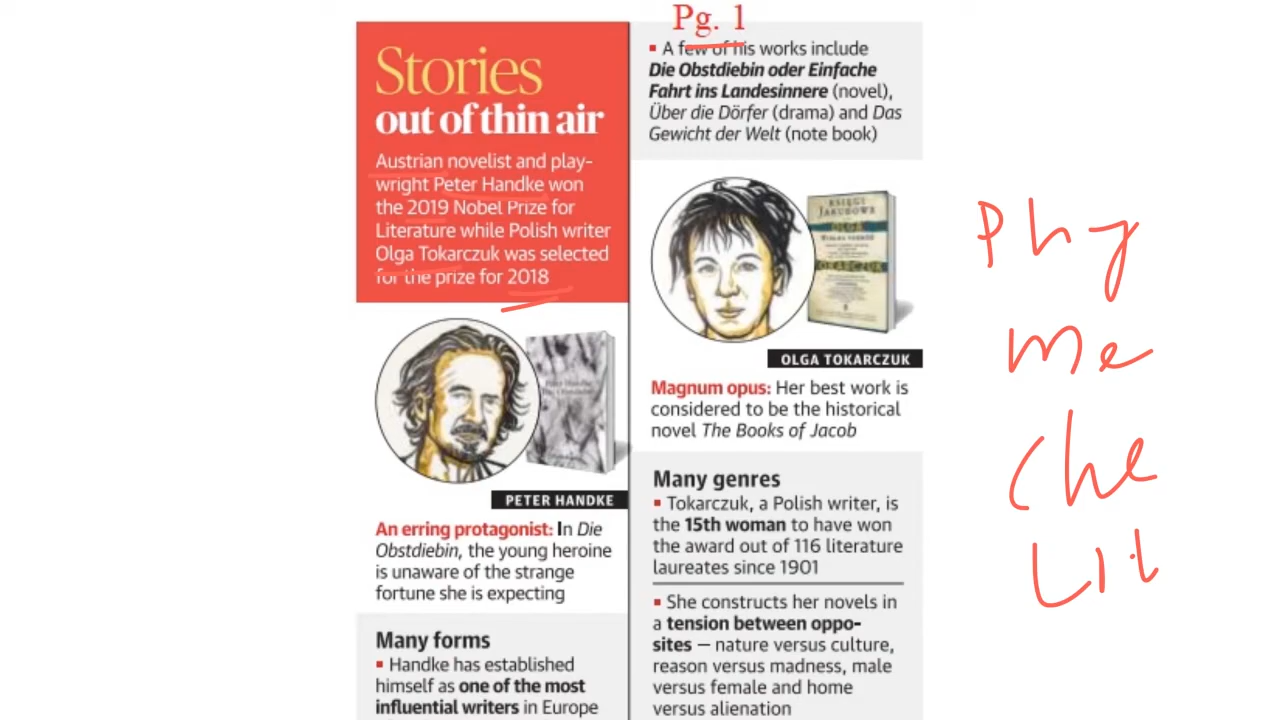 Pg. 1
Stories
out of thin air
Austrian novelist and play-
wright Peter Handke won
the 2019 Nobel Prize for
Literature while Polish writer
Olga Tokarczuk was selected
for the prize for 2018
PETER HANDKE
An erring protagonist: In Die
Obstdiebin, the young heroine
is unaware of the strange
fortune she is expecting
Many forms
▪ Handke has established
himself as one of the most
influential writers in Europe
▪ A few of his works include
Die Obstdiebin oder Einfache
Fahrt ins Landesinnere (novel),
Über die Dörfer (drama) and Das
Gewicht der Welt (note book)
KSIĘGI
JAKUBOWE
OLGA
TOKARCZUK
OLGA TOKARCZUK
Magnum opus: Her best work is
considered to be the historical
novel The Books of Jacob
Many genres
▪ Tokarczuk, a Polish writer, is
the 15th woman to have won
the award out of 116 literature
laureates since 1901
▪ She constructs her novels in
a tension between oppo-
sites — nature versus culture,
reason versus madness, male
versus female and home
versus alienation
Phy
me
che
Lit